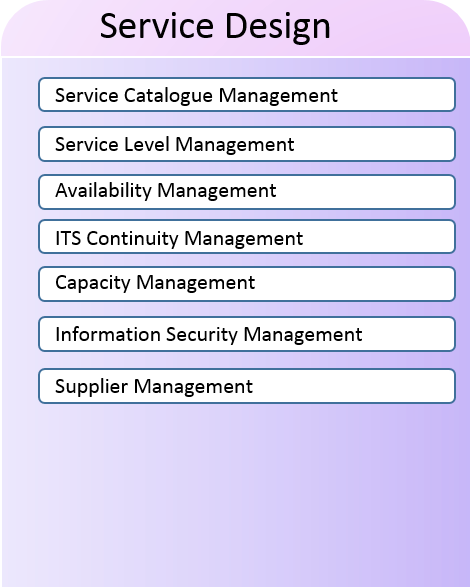 Service Design
Service Catalogue Management
Service Level Management
Availability Management
ITS Continuity Management
Capacity Management
Information Security Management
Supplier Management